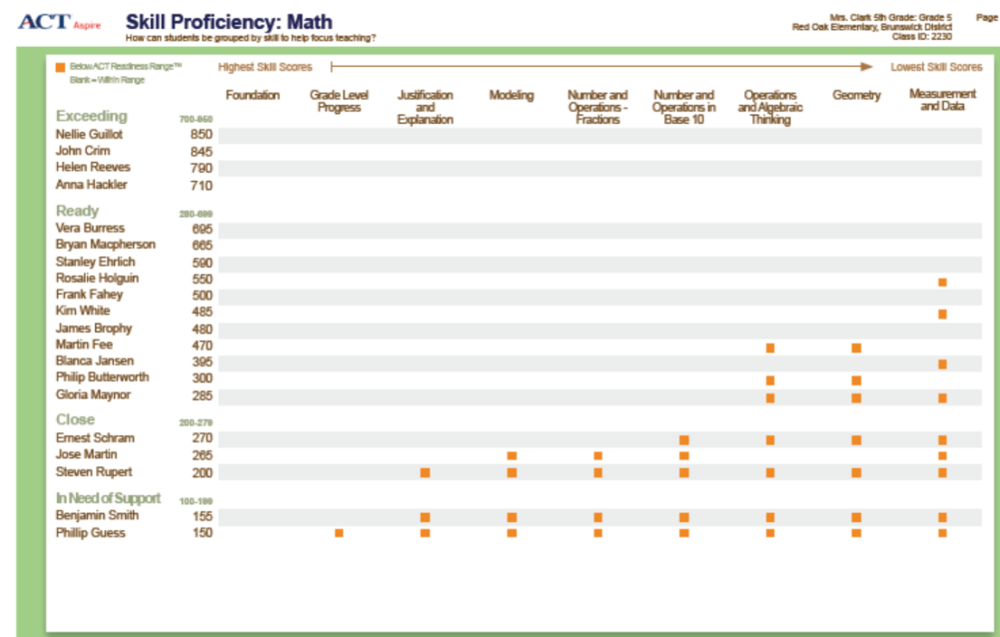 ACT Aspire
Skill Proficiency: Math
How can students be grouped by skill to help focus teaching?
Mrs. Clark 5th Grade: Grade 5
Red Oak Elementary, Brunswick District
Class ID: 2230
Page
Below ACT Readiness Range™
Blank = Within Range
Highest Skill Scores
Lowest Skill Scores
Foundation
Grade Level
Progress
Justification
and
Explanation
Modeling
Number and
Operations -
Fractions
Number and
Operations in
Base 10
Operations
and Algebraic
Thinking
Geometry
Measurement
and Data
Exceeding 700-860
Nellie Guillot 850
John Crim 845
Helen Reeves 790
Anna Hackler 710
Ready 280-699
Vera Burress 695
Bryan Macpherson 665
Stanley Ehrlich 590
Rosalie Holguin 550
Frank Fahey 500
Kim White 485
James Brophy 480
Martin Fee 470
Blanca Jansen 395
Philip Butterworth 300
Gloria Maynor 285
Close 200-279
Ernest Schram 270
Jose Martin 265
Steven Rupert 200
In Need of Support 100-199
Benjamin Smith 155
Phillip Guess 150